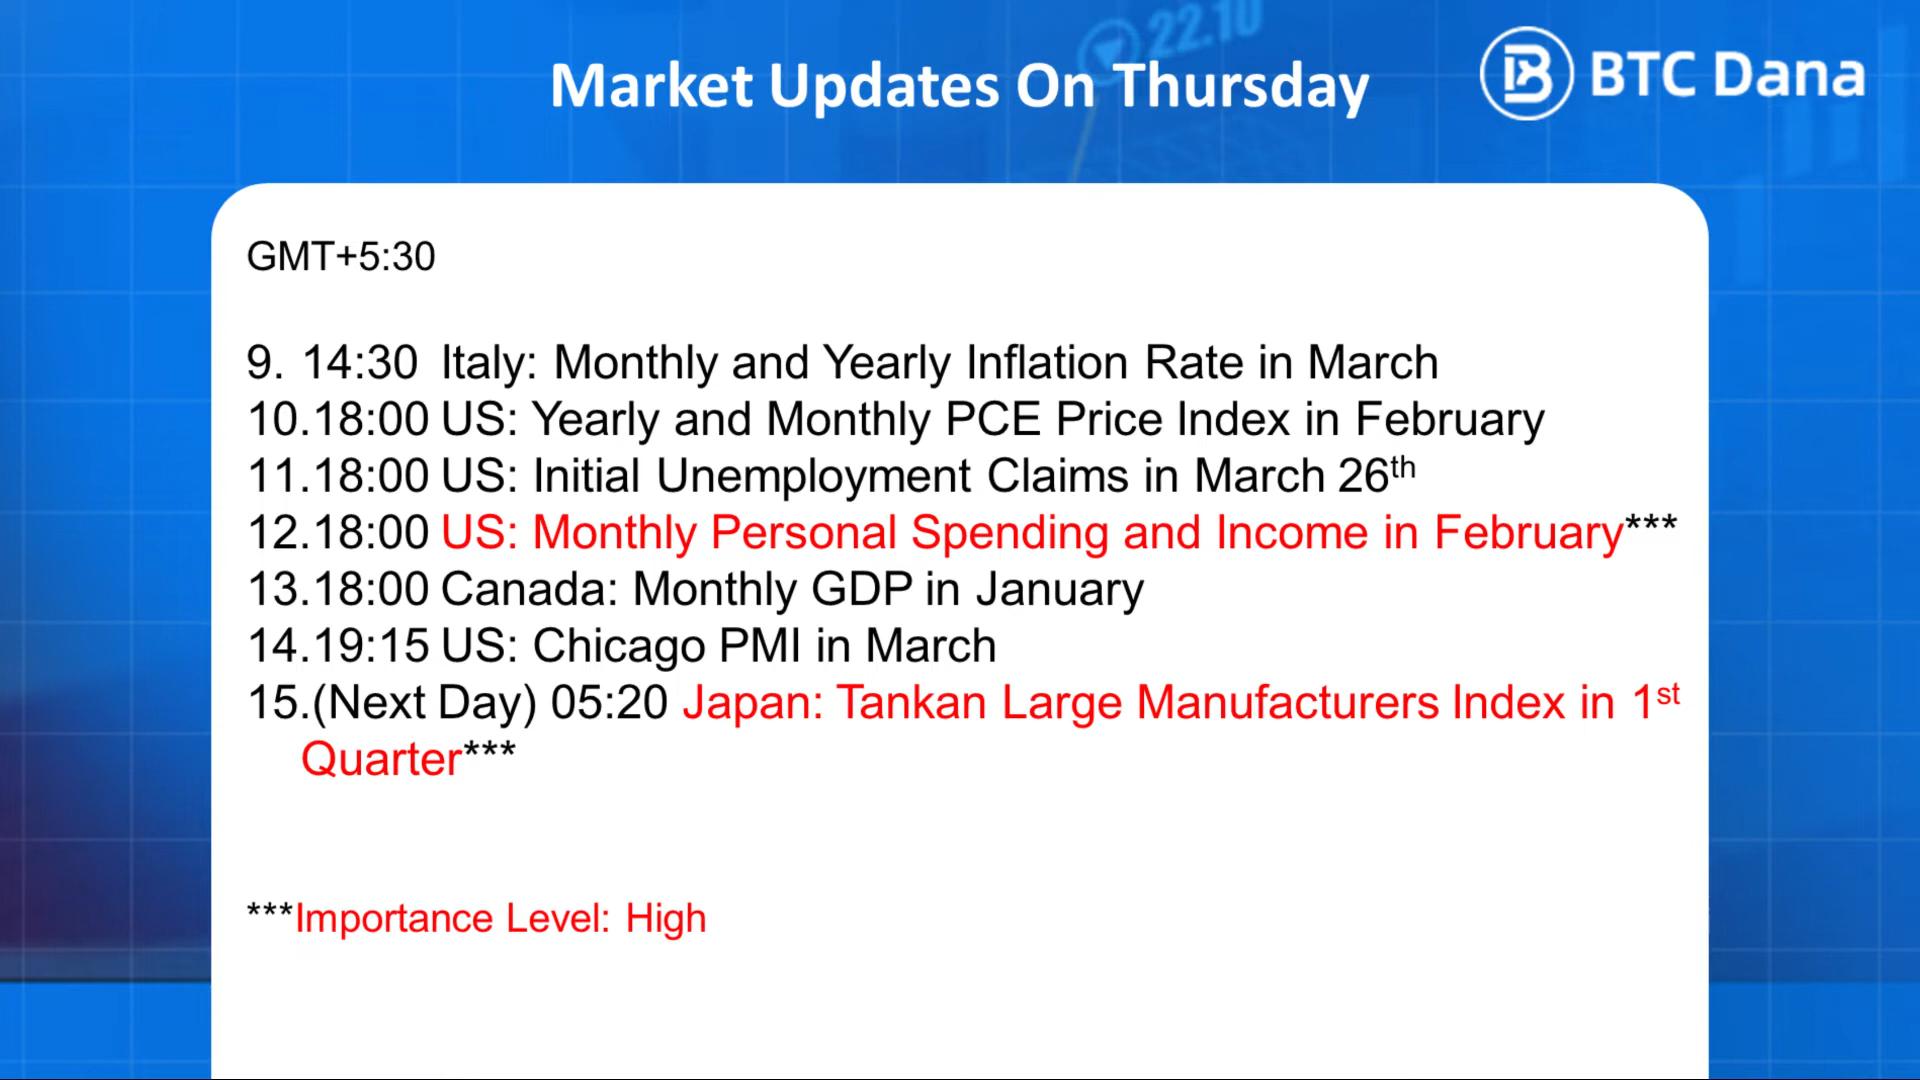 22.10
Market Updates On Thursday
BTC Dana
GMT+5:30
9. 14:30 Italy: Monthly and Yearly Inflation Rate in March
10.18:00 US: Yearly and Monthly PCE Price Index in February
11.18:00 US: Initial Unemployment Claims in March 26th
12.18:00 US: Monthly Personal Spending and Income in February***
13.18:00 Canada: Monthly GDP in January
14.19:15 US: Chicago PMI in March
15.(Next Day) 05:20 Japan: Tankan Large Manufacturers Index in 1st
Quarter***
***Importance Level: High